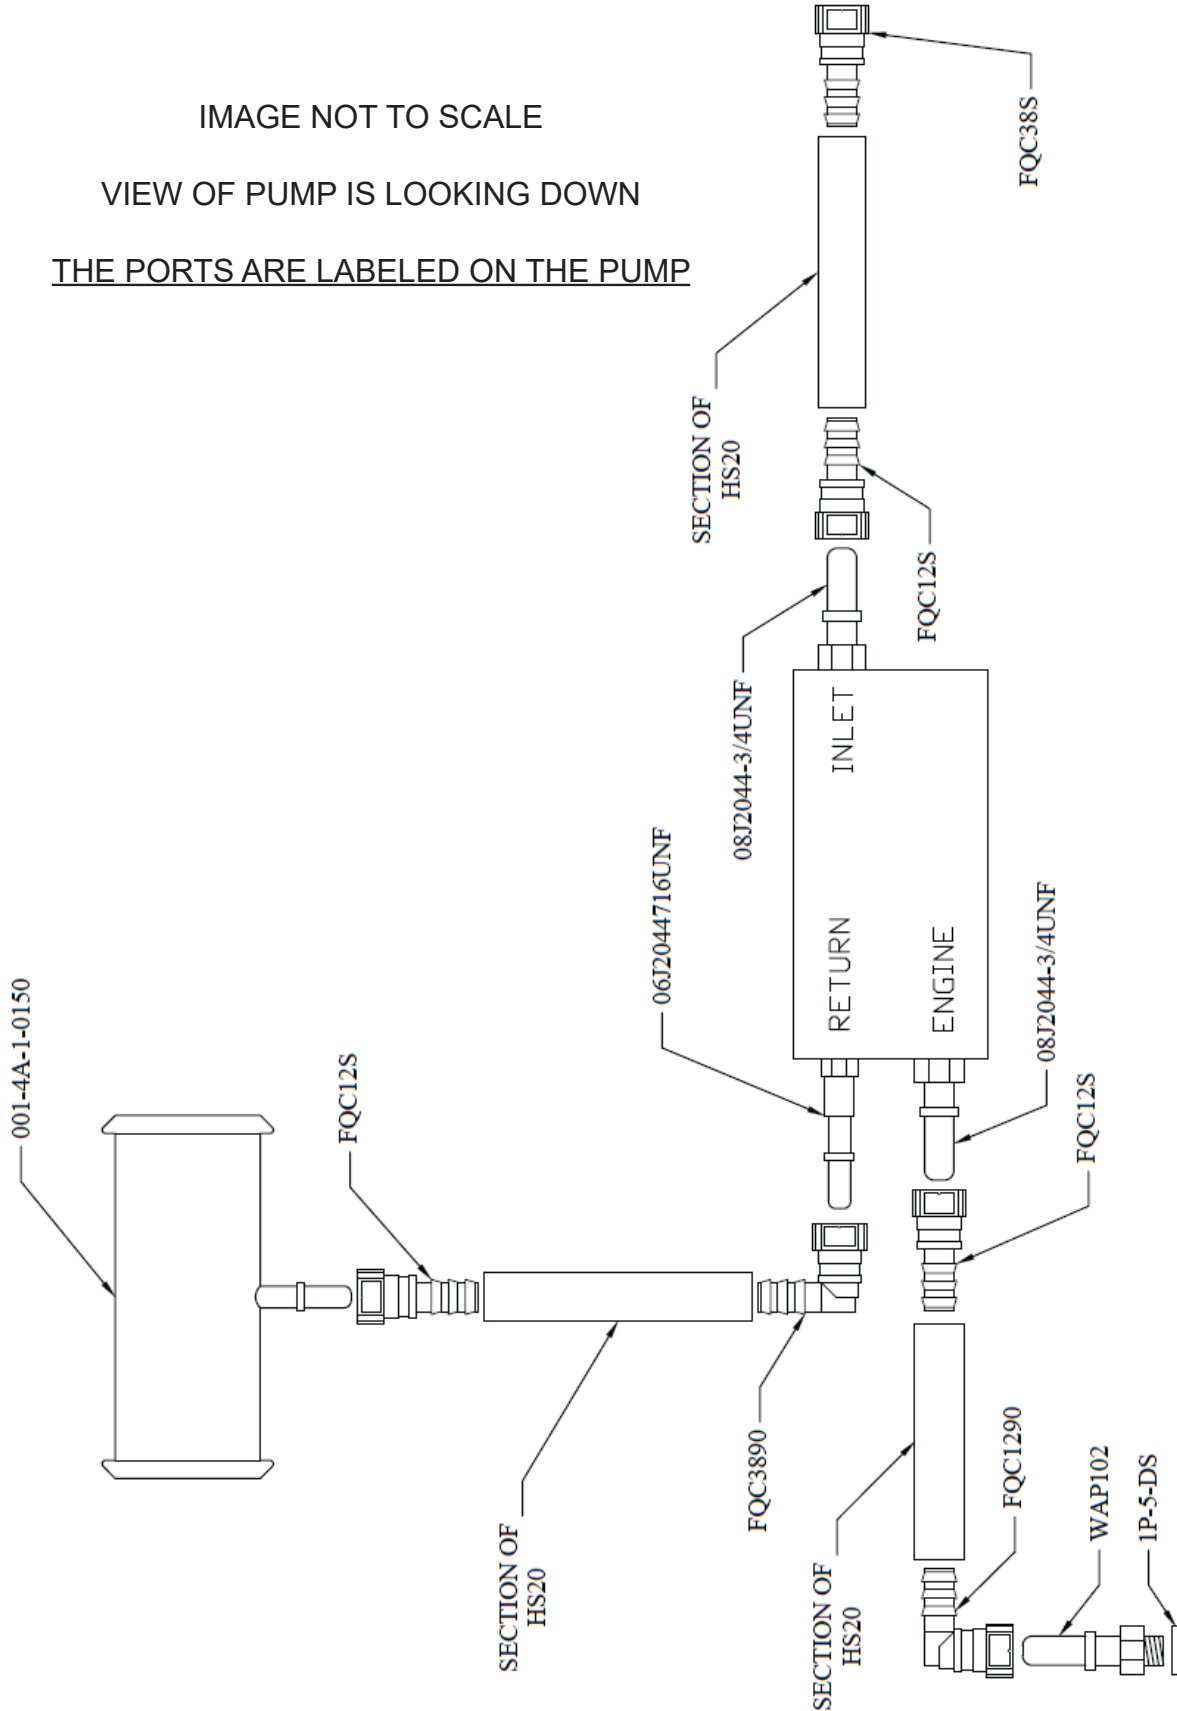 IMAGE NOT TO SCALE
VIEW OF PUMP IS LOOKING DOWN
THE PORTS ARE LABELED ON THE PUMP
FQC38S
SECTION OF
HS20
FQC12S
08J2044-3/4UNF
INLET
06J2044716UNF
RETURN
ENGINE
08J2044-3/4UNF
001-4A-1-0150
FQC12S
FQC12S
SECTION OF
HS20
FQC3890
SECTION OF
HS20
FQC1290
WAP102
1P-5-DS